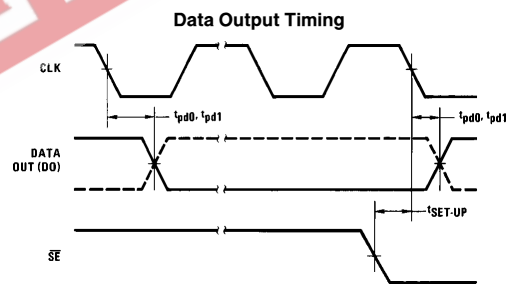 Data Output Timing
CLK
tpd0, tpd1
tpd0, tpd1
DATA
OUT (DO)
tSET-UP
SE